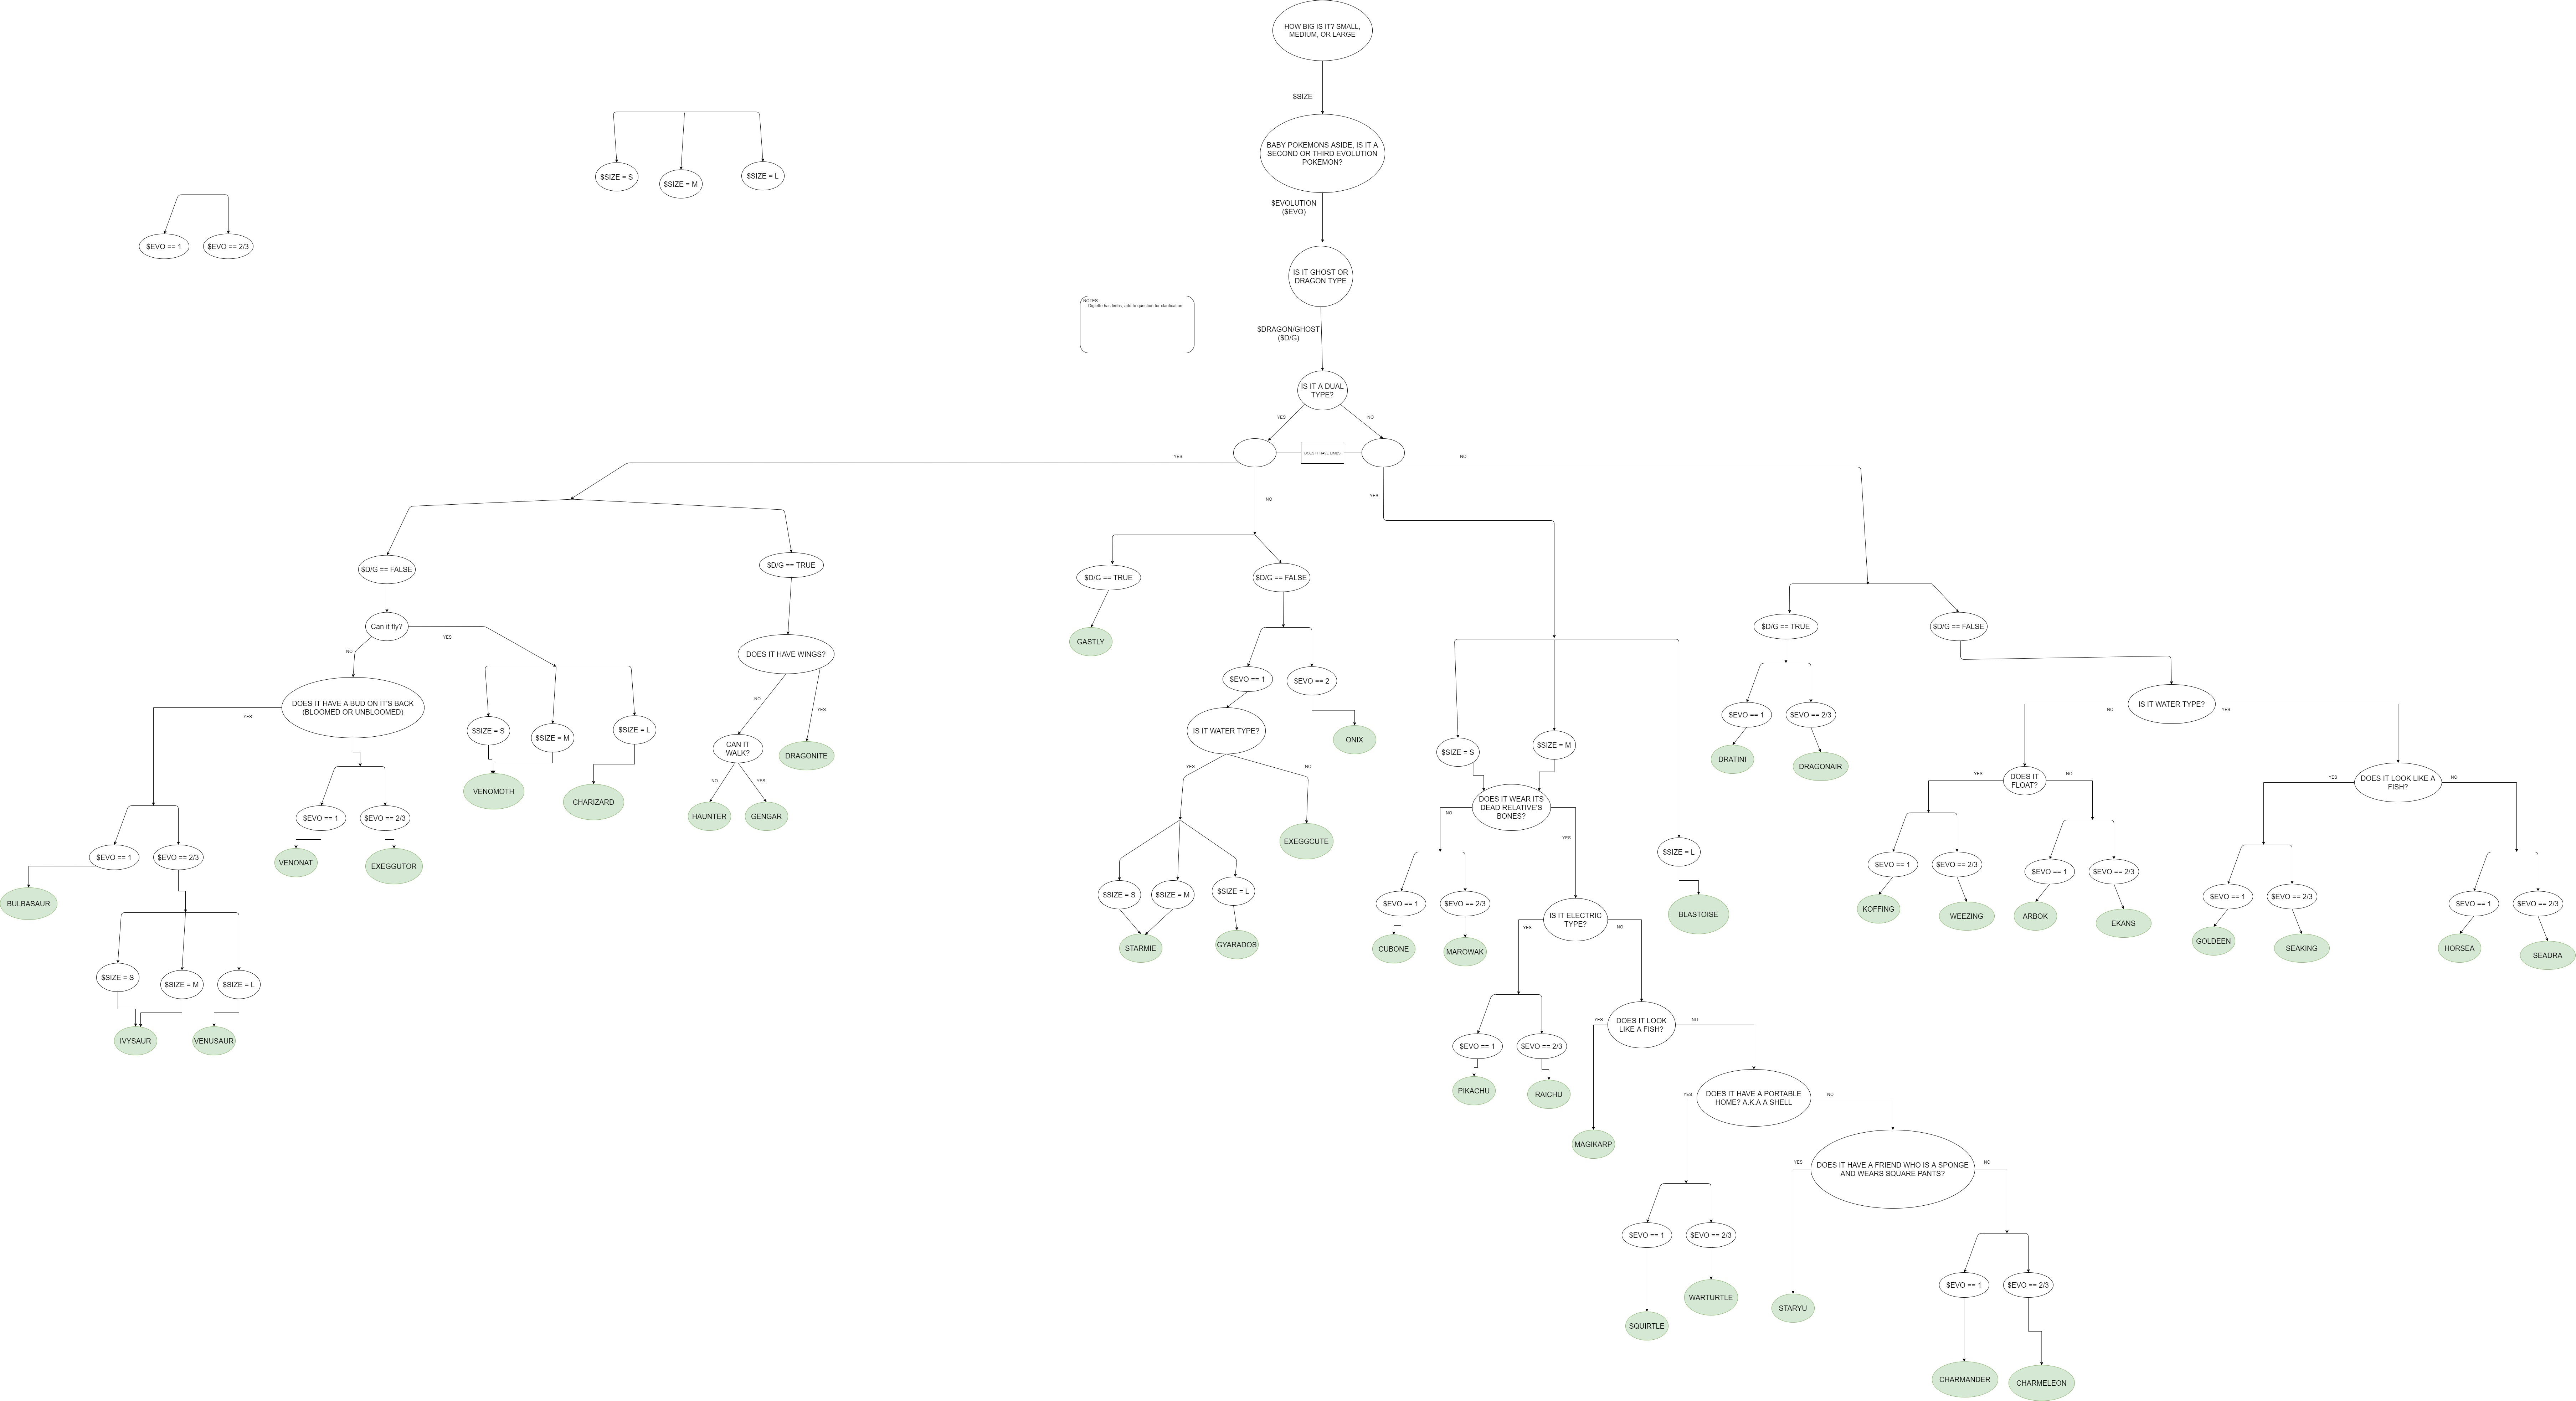 HOW BIG IS IT? SMALL,
MEDIUM, OR LARGE
$SIZE
BABY POKEMONS ASIDE, IS IT A
SECOND OR THIRD EVOLUTION
POKEMON?
$SIZE = S
$SIZE = M
$SIZE = L
$EVOLUTION
($EVO)
$EVO == 1
$EVO == 2/3
IS IT GHOST OR
DRAGON TYPE
NOTES:
- Diglette has limbs, add to question for clarification
$DRAGON/GHOST
($D/G)
IS IT A DUAL
TYPE?
YES
NO
DOES IT HAVE LIMBS
YES
NO
YES
NO
$D/G == FALSE
$D/G == TRUE
$D/G == TRUE
$D/G == FALSE
$D/G == TRUE
$D/G == FALSE
Can it fly?
YES
NO
DOES IT HAVE WINGS?
NO
YES
GASTLY
DOES IT HAVE A BUD ON IT'S BACK
(BLOOMED OR UNBLOOMED)
YES
$SIZE = S
$SIZE = M
$SIZE = L
CAN IT
WALK?
DRAGONITE
NO
YES
VENOMOTH
CHARIZARD
HAUNTER
GENGAR
$EVO == 1
$EVO == 2/3
VENONAT
EXEGGUTOR
$EVO == 1
$EVO == 2/3
BULBASAUR
$SIZE = S
$SIZE = M
$SIZE = L
IVYSAUR
VENUSAUR
$EVO == 1
$EVO == 2
IS IT WATER TYPE?
ONIX
YES
NO
EXEGGCUTE
$SIZE = S
$SIZE = M
$SIZE = L
STARMIE
GYARADOS
$SIZE = S
$SIZE = M
$SIZE = L
DOES IT WEAR ITS
DEAD RELATIVE'S
BONES?
NO
YES
BLASTOISE
$EVO == 1
$EVO == 2/3
CUBONE
MAROWAK
IS IT ELECTRIC
TYPE?
YES
NO
$EVO == 1
$EVO == 2/3
PIKACHU
RAICHU
DOES IT LOOK
LIKE A FISH?
YES
NO
MAGIKARP
DOES IT HAVE A PORTABLE
HOME? A.K.A A SHELL
YES
NO
$EVO == 1
$EVO == 2/3
SQUIRTLE
WARTURTLE
DOES IT HAVE A FRIEND WHO IS A SPONGE
AND WEARS SQUARE PANTS?
YES
NO
STARYU
$EVO == 1
$EVO == 2/3
CHARMANDER
CHARMELEON
$EVO == 1
$EVO == 2/3
DRATINI
DRAGONAIR
IS IT WATER TYPE?
NO
YES
DOES IT
FLOAT?
YES
NO
$EVO == 1
$EVO == 2/3
KOFFING
WEEZING
$EVO == 1
$EVO == 2/3
ARBOK
EKANS
DOES IT LOOK LIKE A
FISH?
YES
NO
$EVO == 1
$EVO == 2/3
GOLDEEN
SEAKING
$EVO == 1
$EVO == 2/3
HORSEA
SEADRA